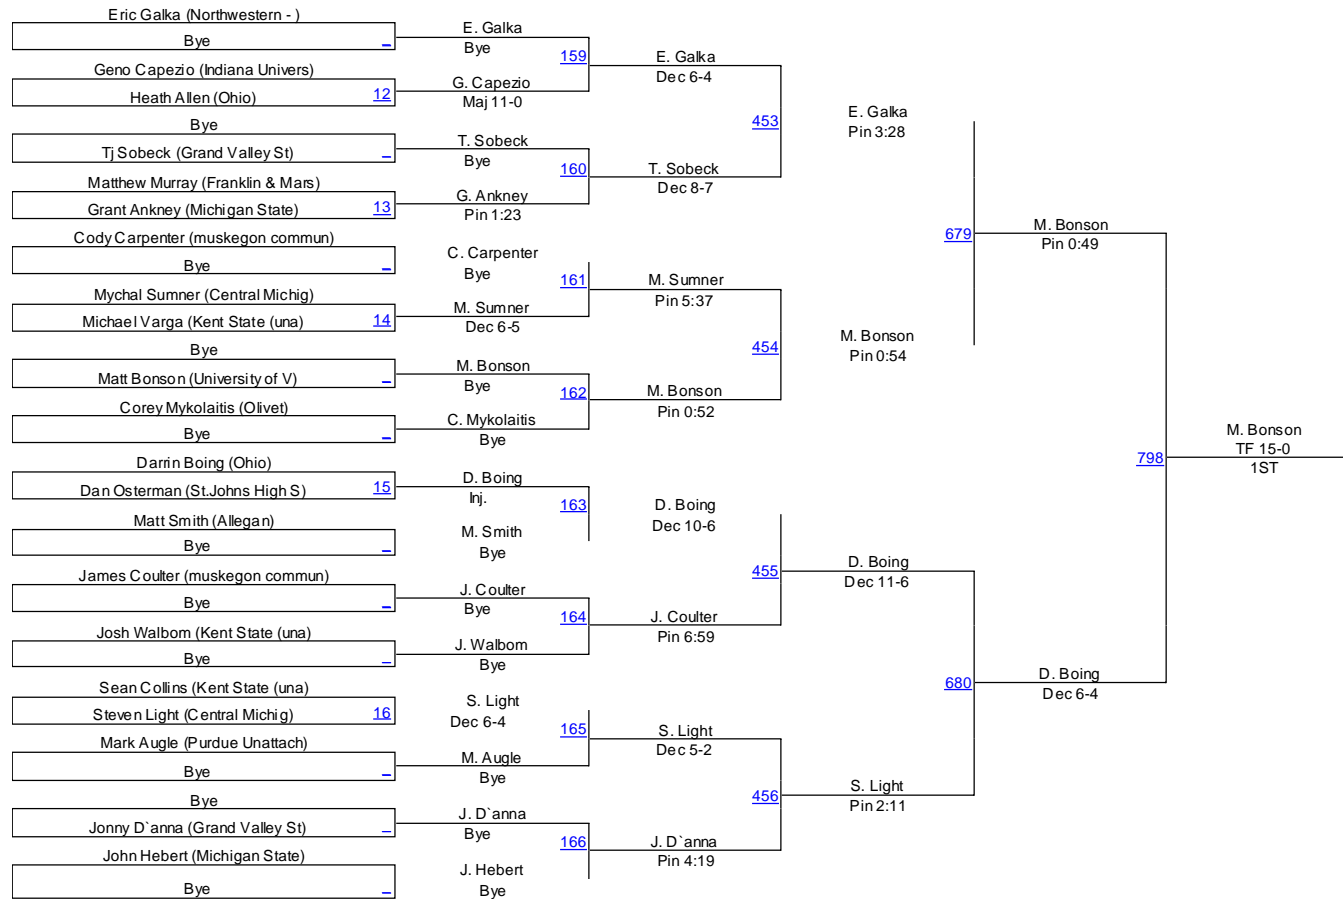 Eric Galka (Northwestern - )
Bye
Geno Capezio (Indiana Univers)
Heath Allen (Ohio) 12
Bye
Tj Sobeck (Grand Valley St)
Matthew Murray (Franklin & Mars)
Grant Ankney (Michigan State) 13
Cody Carpenter (muskegon commun)
Bye
Mychal Sumner (Central Michig)
Michael Varga (Kent State (una) 14
Bye
Matt Bonson (University of V)
Corey Mykolaitis (Olivet)
Bye
Darrin Boing (Ohio)
Dan Osterman (St.Johns High S) 15
Matt Smith (Allegan)
Bye
James Coulter (muskegon commun)
Bye
Josh Walbom (Kent State (una)
Bye
Sean Collins (Kent State (una)
Steven Light (Central Michig) 16
Mark Augle (Purdue Unattach)
Bye
Bye
Jonny D`anna (Grand Valley St)
John Hebert (Michigan State)
Bye
E. Galka
Bye
159
G. Capezio
Maj 11-0
T. Sobeck
Bye
160
G. Ankney
Pin 1:23
C. Carpenter
Bye
161
M. Sumner
Dec 6-5
M. Bonson
Bye
162
C. Mykolaitis
Bye
D. Boing
Inj.
163
M. Smith
Bye
J. Coulter
Bye
164
J. Walbom
Bye
S. Light
Dec 6-4
165
M. Augle
Bye
J. D`anna
Bye
166
J. Hebert
Bye
E. Galka
Dec 6-4
453
T. Sobeck
Dec 8-7
M. Sumner
Pin 5:37
454
M. Bonson
Pin 0:52
D. Boing
Dec 10-6
455
J. Coulter
Pin 6:59
S. Light
Dec 5-2
456
J. D`anna
Pin 4:19
E. Galka
Pin 3:28
679
M. Bonson
Pin 0:54
D. Boing
Dec 11-6
680
S. Light
Pin 2:11
M. Bonson
Pin 0:49
798
D. Boing
Dec 6-4
M. Bonson
TF 15-0
1ST